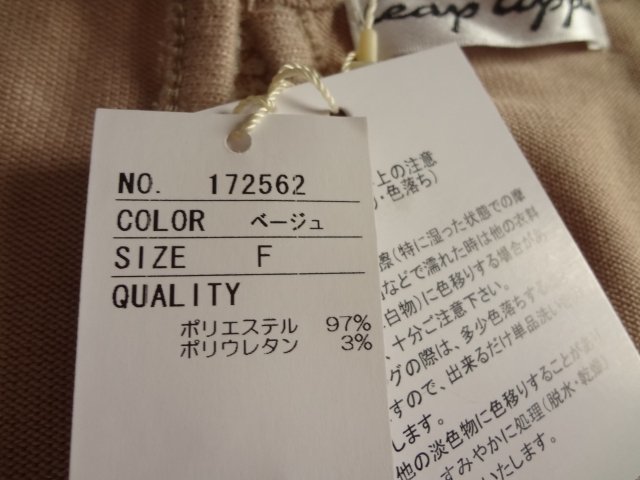 leap lippin
NO. 172562
COLOR ベージュ
SIZE F
QUALITY
ポリエステル 97%
ポリウレタン 3%
上の注意
・色落ち)
際(特に湿った状態での摩
などで濡れた時は他の衣料
白物)に色移りする場合があ
、十分ご注意下さい。
グの際は、多少色落ちする
すので、出来るだけ単品洗い
します。
他の淡色物に色移りすることがあり
すみやかに処理(脱水・乾燥)
いたします。